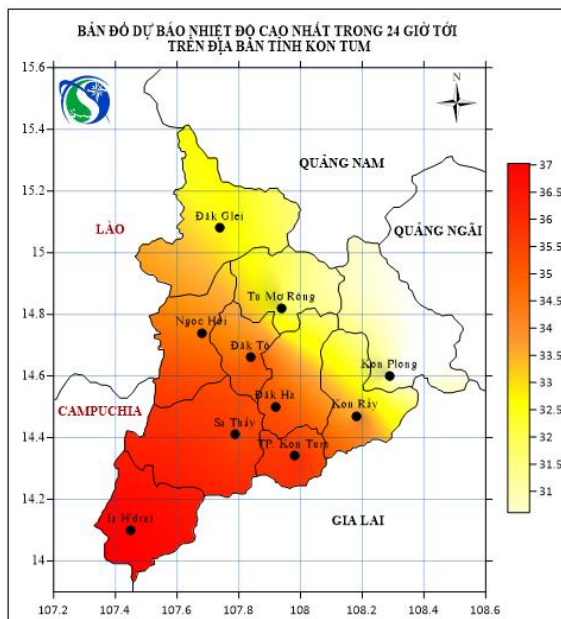 BẢN ĐỒ DỰ BÁO NHIỆT ĐỘ CAO NHẤT TRONG 24 GIỜ TỚI
TRÊN ĐỊA BÀN TỈNH KON TUM
15.6
N
15.4
QUẢNG NAM
37
15.2
36.5
Đăk Glei
LÀO
QUẢNG NGÃI
36
15
35.5
35
14.8
Tu Mơ Rông
34.5
Ngọc Hồi
34
Đăk Tô
Kon Plong
33.5
14.6
33
Đăk Hà
Kon Rẫy
CAMPUCHIA
32.5
Sa Thầy
14.4
TP. Kon Tum
32
31.5
14.2
31
Ia H'drai
GIA LAI
14
107.2 107.4 107.6 107.8 108 108.2 108.4 108.6